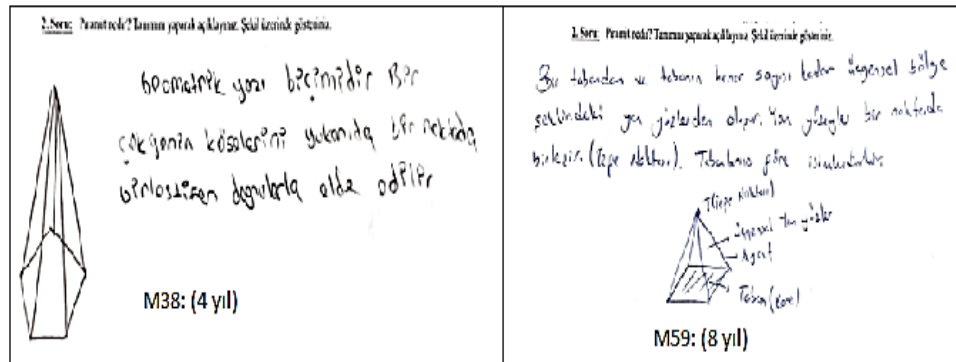 2. Soru: Piramit nedir? Tanımını yaparak açıklayınız. Şekil üzerinde gösteriniz.
Geometrik yapı biçimidir Bir
çokgenin köşelerini yukarıda bir noktada
birleştiren doğrularla elde edilir
M38: (4 yıl)
2. Soru: Piramit nedir? Tanımını yaparak açıklayınız. Şekil üzerinde gösteriniz.
Bir tabandan ve tabanın kenar sayısı kadar üçgensel bölge
şeklindeki yan yüzlerden oluşur. Yan yüzeyler bir noktada
birleşir. (Tepe Noktası). Tabanlarına göre isimlendirilir.
T(Tepe Noktası)
Üçgensel Yan yüzler
Ayrıt
Taban (Kare)
M59: (8 yıl)